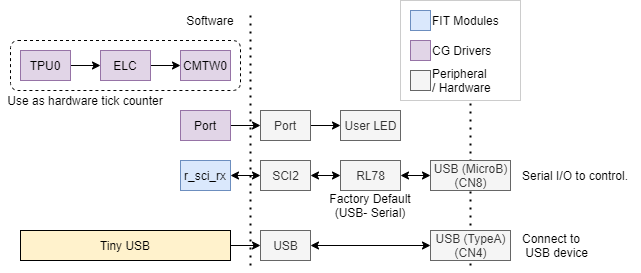 Software
FIT Modules
CG Drivers
Peripheral
/ Hardware
TPU0
ELC
CMTW0
Use as hardware tick counter
Port
Port
User LED
r_sci_rx
SCI2
RL78
USB (MicroB)
(CN8)
Serial I/O to control.
Factory Default
(USB- Serial)
Tiny USB
USB
USB (TypeA)
(CN4)
Connect to
USB device